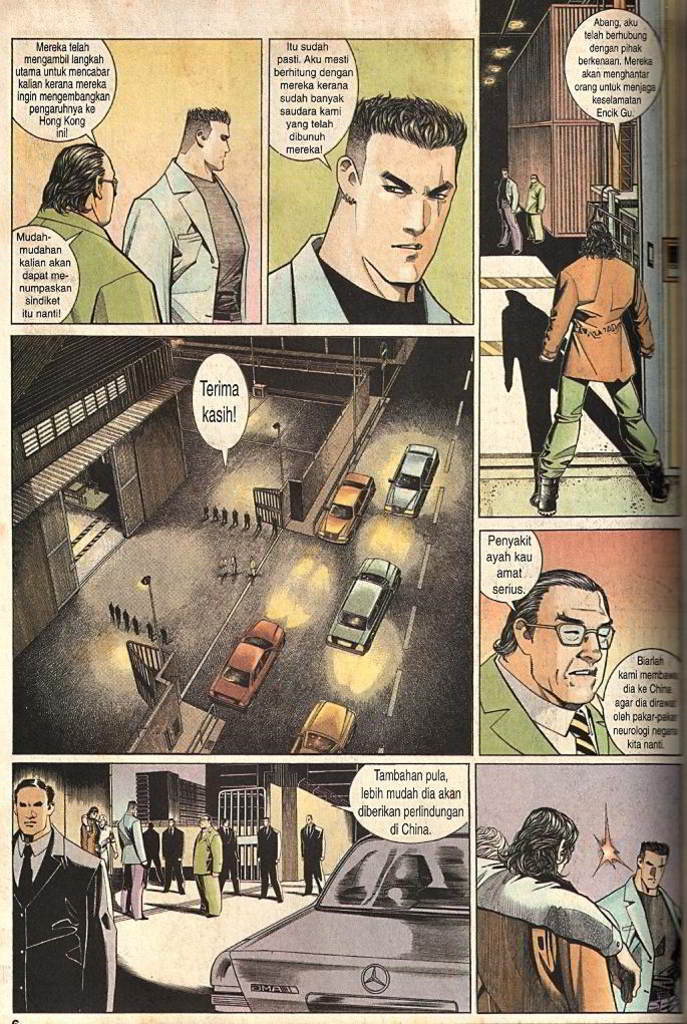 Mereka telah
mengambil langkah
utama untuk mencabar
kalian kerana mereka
ingin mengembangkan
pengaruhnya ke
Hong Kong
ini!
Mudah-
mudahan
kalian akan
dapat me-
numpaskan
sindiket
itu nanti!
Itu sudah
pasti. Aku mesti
berhitung dengan
mereka kerana
sudah banyak
saudara kami
yang telah
dibunuh
mereka!
Abang, aku
telah berhubung
dengan pihak
berkenaan. Mereka
akan menghantar
orang untuk menjaga
keselamatan
Encik Gu.
Terima
kasih!
Penyakit
ayah kau
amat
serius.
Biarlah
kami membawa
dia ke China
agar dia dirawat
oleh pakar-pakar
neurologi negara
kita nanti.
Tambahan pula,
lebih mudah dia akan
diberikan perlindungan
di China.
6